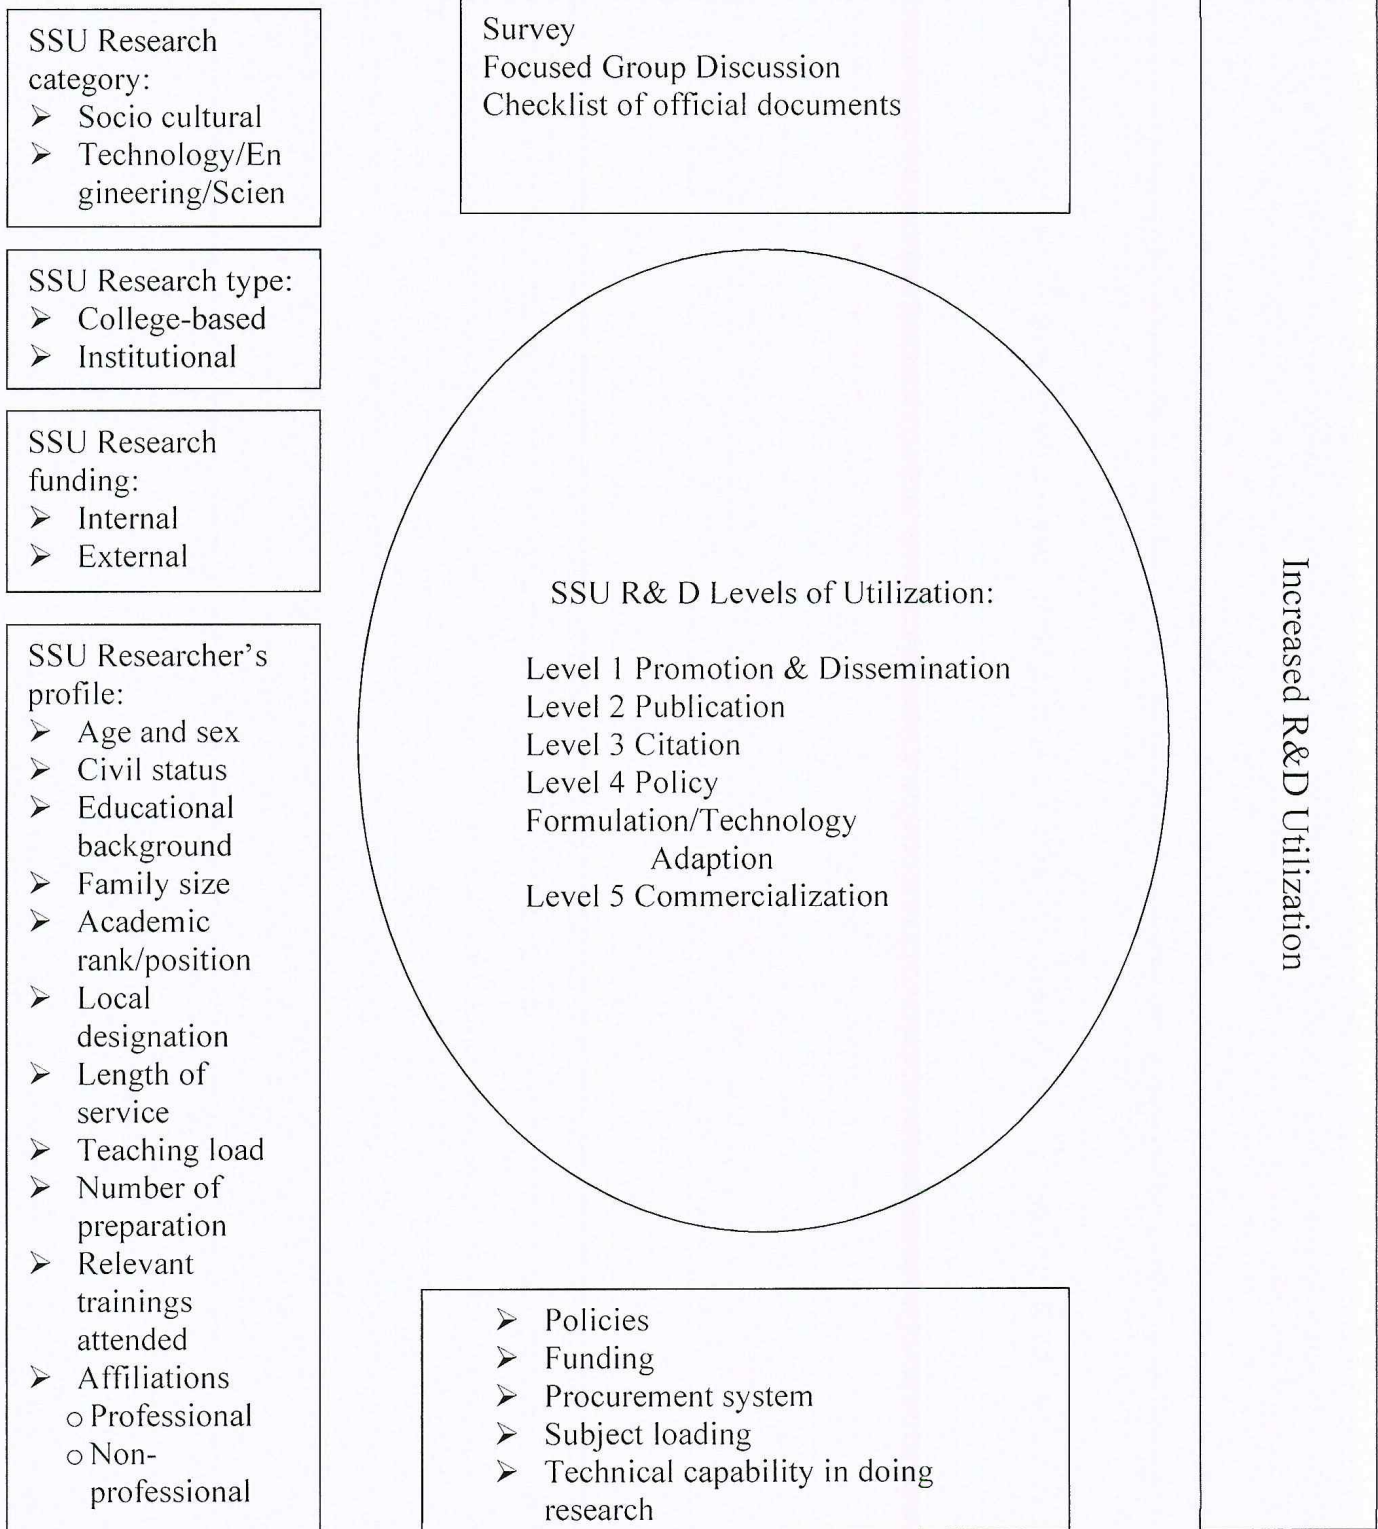 SSU Research
category:
➤ Socio cultural
➤ Technology/En
gineering/Scien
SSU Research type:
➤ College-based
➤ Institutional
SSU Research
funding:
➤ Internal
➤ External
SSU Researcher's
profile:
➤ Age and sex
➤ Civil status
➤ Educational
background
➤ Family size
➤ Academic
rank/position
➤ Local
designation
➤ Length of
service
➤ Teaching load
➤ Number of
preparation
➤ Relevant
trainings
attended
➤ Affiliations
o Professional
o Non-
professional
Survey
Focused Group Discussion
Checklist of official documents
SSU R& D Levels of Utilization:
Level 1 Promotion & Dissemination
Level 2 Publication
Level 3 Citation
Level 4 Policy
Formulation/Technology
Adaption
Level 5 Commercialization
➤ Policies
➤ Funding
➤ Procurement system
➤ Subject loading
➤ Technical capability in doing
research
Increased R&D Utilization